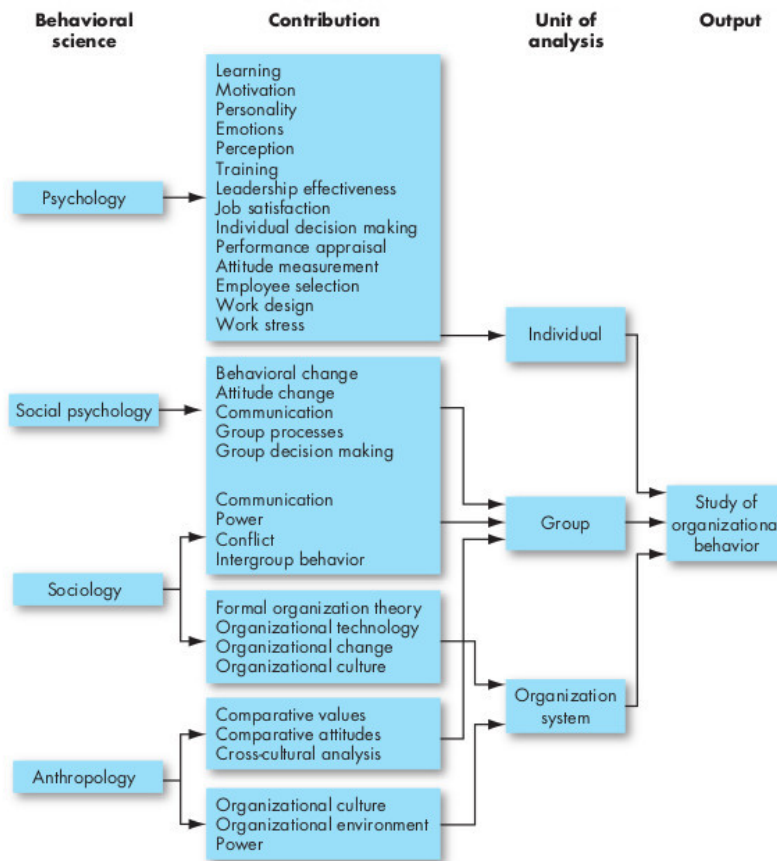 Behavioral
science
Contribution
Unit of
analysis
Output
Psychology
Learning
Motivation
Personality
Emotions
Perception
Training
Leadership effectiveness
Job satisfaction
Individual decision making
Performance appraisal
Attitude measurement
Employee selection
Work design
Work stress
Individual
Social psychology
Behavioral change
Attitude change
Communication
Group processes
Group decision making
Communication
Power
Conflict
Intergroup behavior
Group
Study of
organizational
behavior
Sociology
Formal organization theory
Organizational technology
Organizational change
Organizational culture
Organization
system
Anthropology
Comparative values
Comparative attitudes
Cross-cultural analysis
Organizational culture
Organizational environment
Power